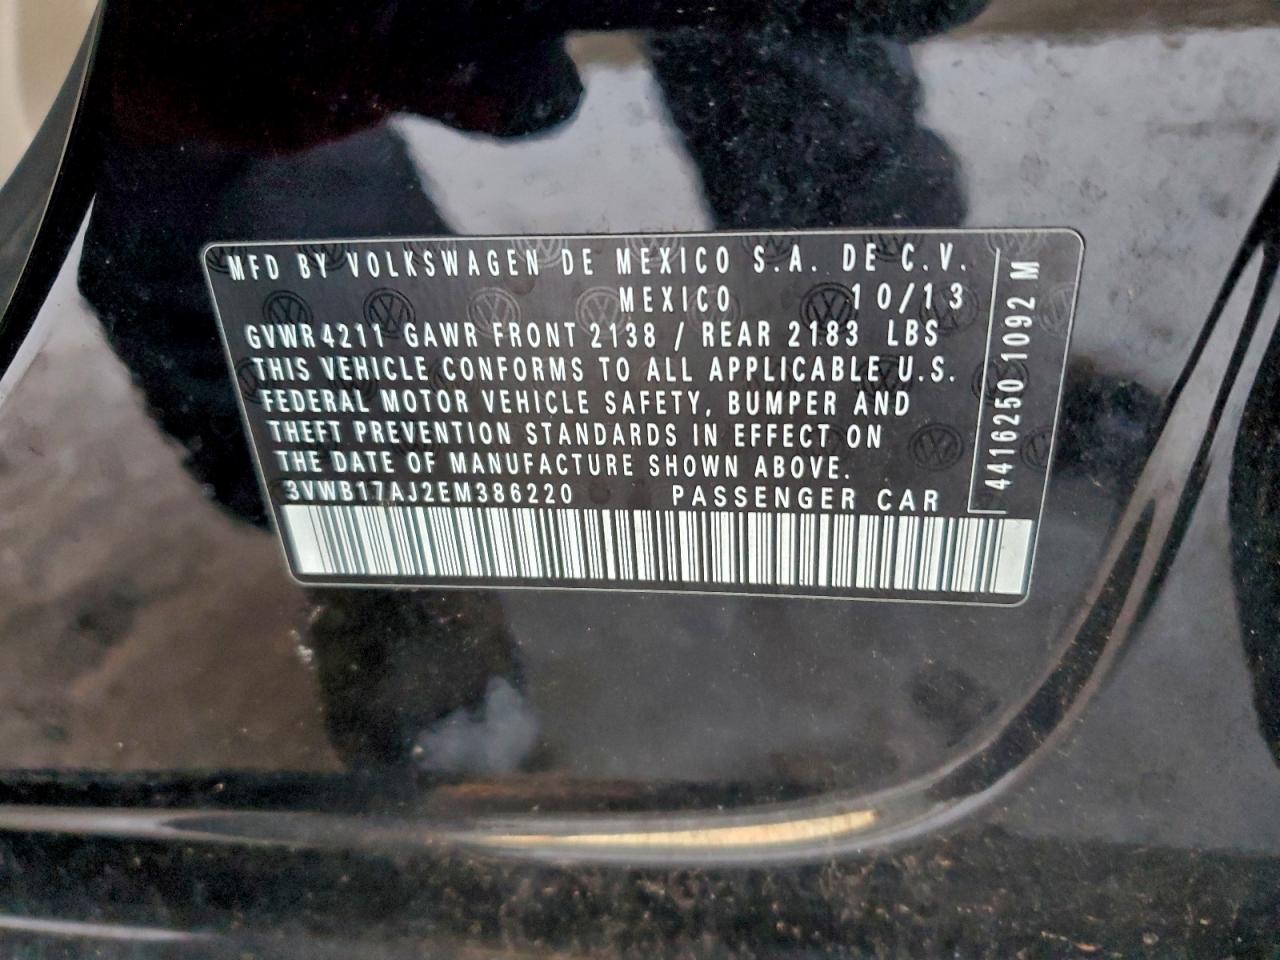 MFD BY VOLKSWAGEN DE MEXICO S.A. DE C.V.
MEXICO 10/13
GVWR 4211 GAWR FRONT 2138 / REAR 2183 LBS
THIS VEHICLE CONFORMS TO ALL APPLICABLE U.S.
FEDERAL MOTOR VEHICLE SAFETY, BUMPER AND
THEFT PREVENTION STANDARDS IN EFFECT ON
THE DATE OF MANUFACTURE SHOWN ABOVE.
3VWB17AJ2EM386220 PASSENGER CAR
4416250 1092 M